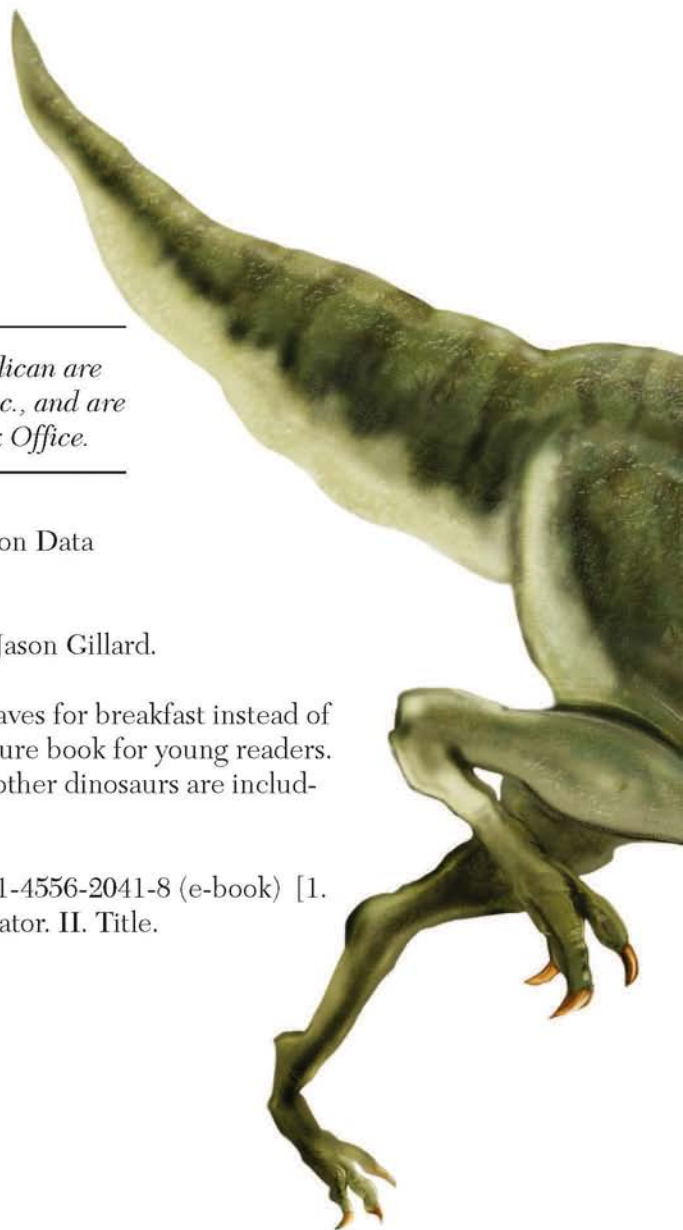 lican are
c., and are
Office.
on Data
Jason Gillard.
aves for breakfast instead of
ure book for young readers.
other dinosaurs are includ-
1-4556-2041-8 (e-book) [1.
ator. II. Title.